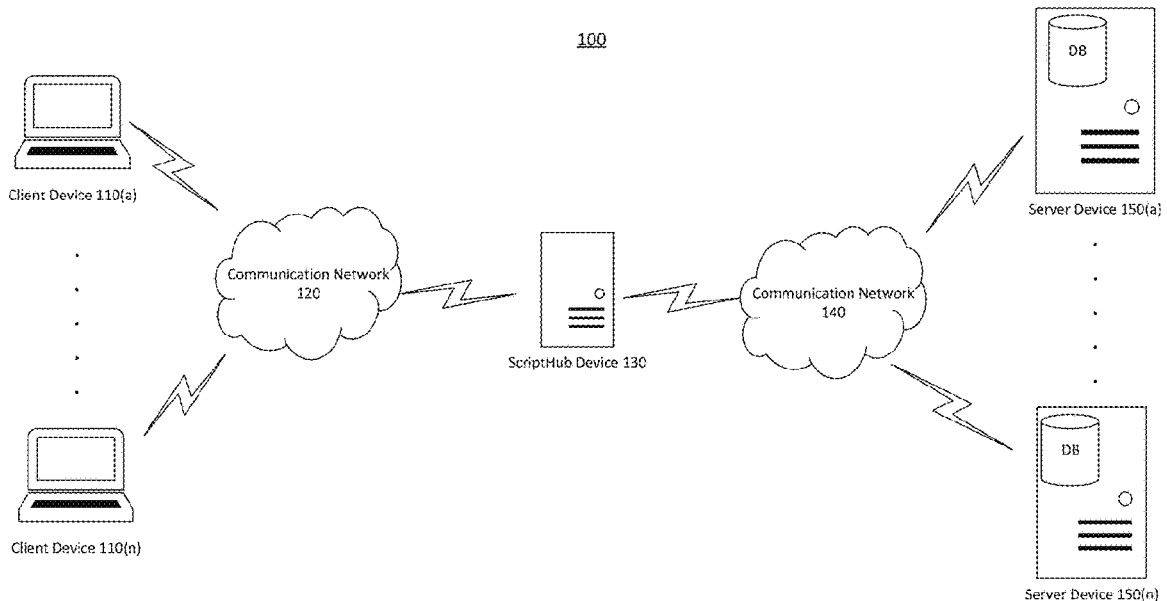 100
DB
Client Device 110(a)
Server Device 150(a)
Communication Network
120
Communication Network
140
ScriptHub Device 130
DB
Client Device 110(n)
Server Device 150(n)